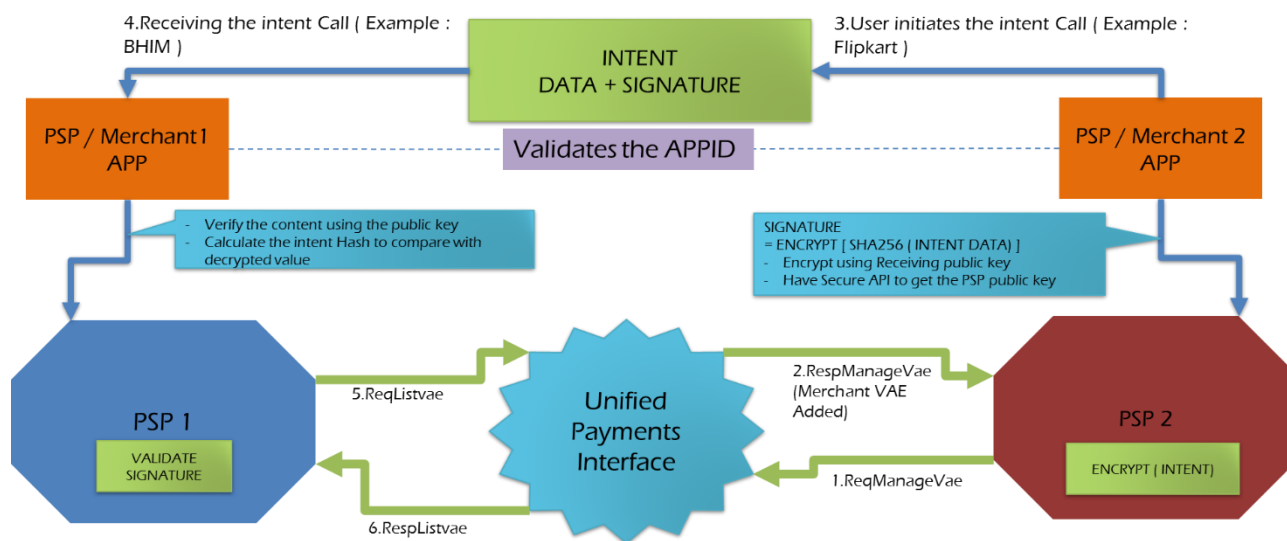 4.Receiving the intent Call ( Example :
BHIM )
INTENT
DATA + SIGNATURE
3.User initiates the intent Call ( Example :
Flipkart )
PSP / Merchant1
APP
Validates the APPID
PSP / Merchant 2
APP
- Verify the content using the public key
- Calculate the intent Hash to compare with
decrypted value
SIGNATURE
= ENCRYPT [ SHA256 ( INTENT DATA) ]
- Encrypt using Receiving public key
- Have Secure API to get the PSP public key
5.ReqListvae
Unified
Payments
Interface
2.RespManageVae
(Merchant VAE
Added)
PSP 1
VALIDATE
SIGNATURE
PSP 2
ENCRYPT ( INTENT)
1.ReqManageVae
6.RespListvae